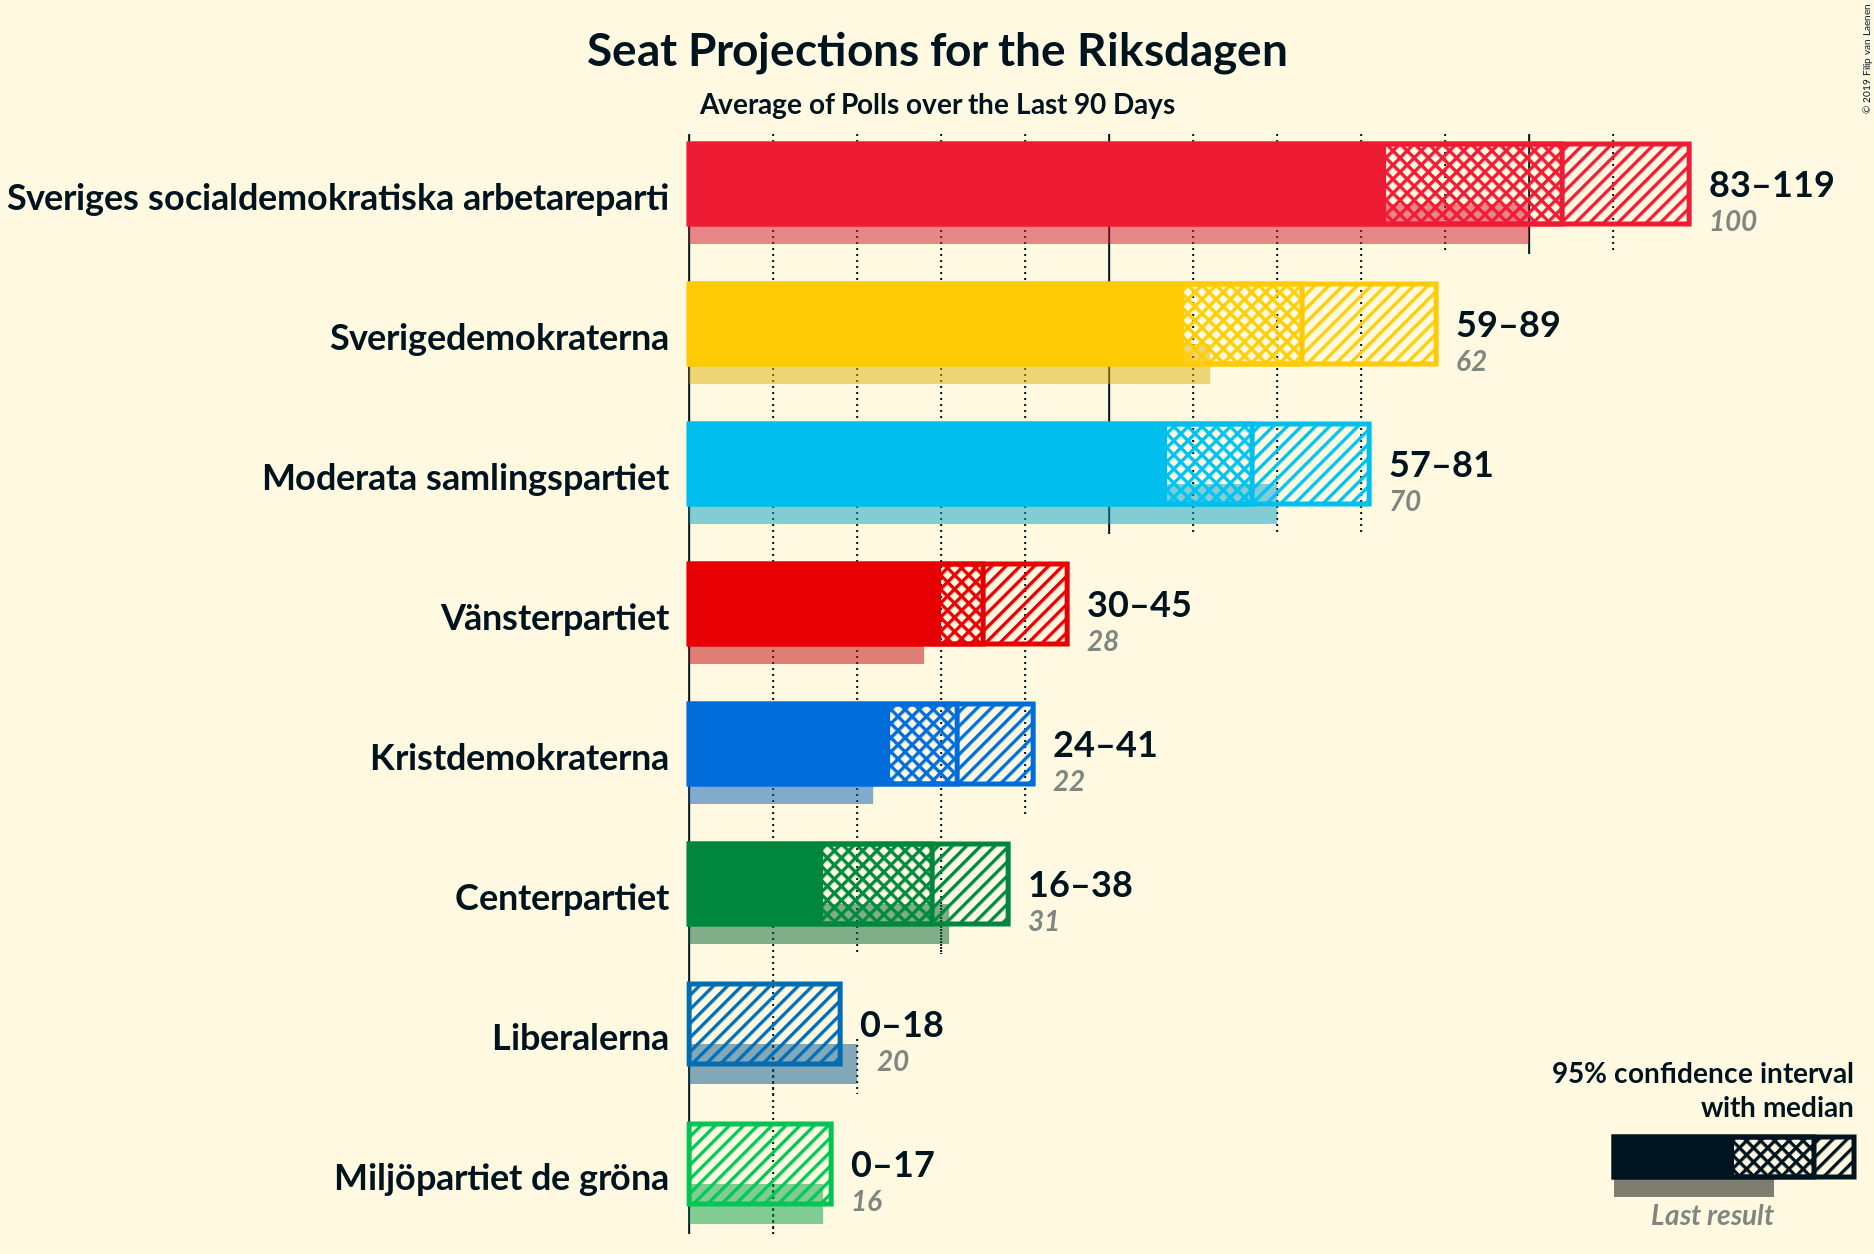 Seat Projections for the Riksdagen
Average of Polls over the Last 90 Days
© 2019 Filip van Laenen
Sveriges socialdemokratiska arbetareparti
83–119
100
Sverigedemokraterna
59–89
62
Moderata samlingspartiet
57–81
70
Vänsterpartiet
30–45
28
Kristdemokraterna
24–41
22
Centerpartiet
16–38
31
Liberalerna
0–18
20
Miljöpartiet de gröna
0–17
16
95% confidence interval
with median
Last result